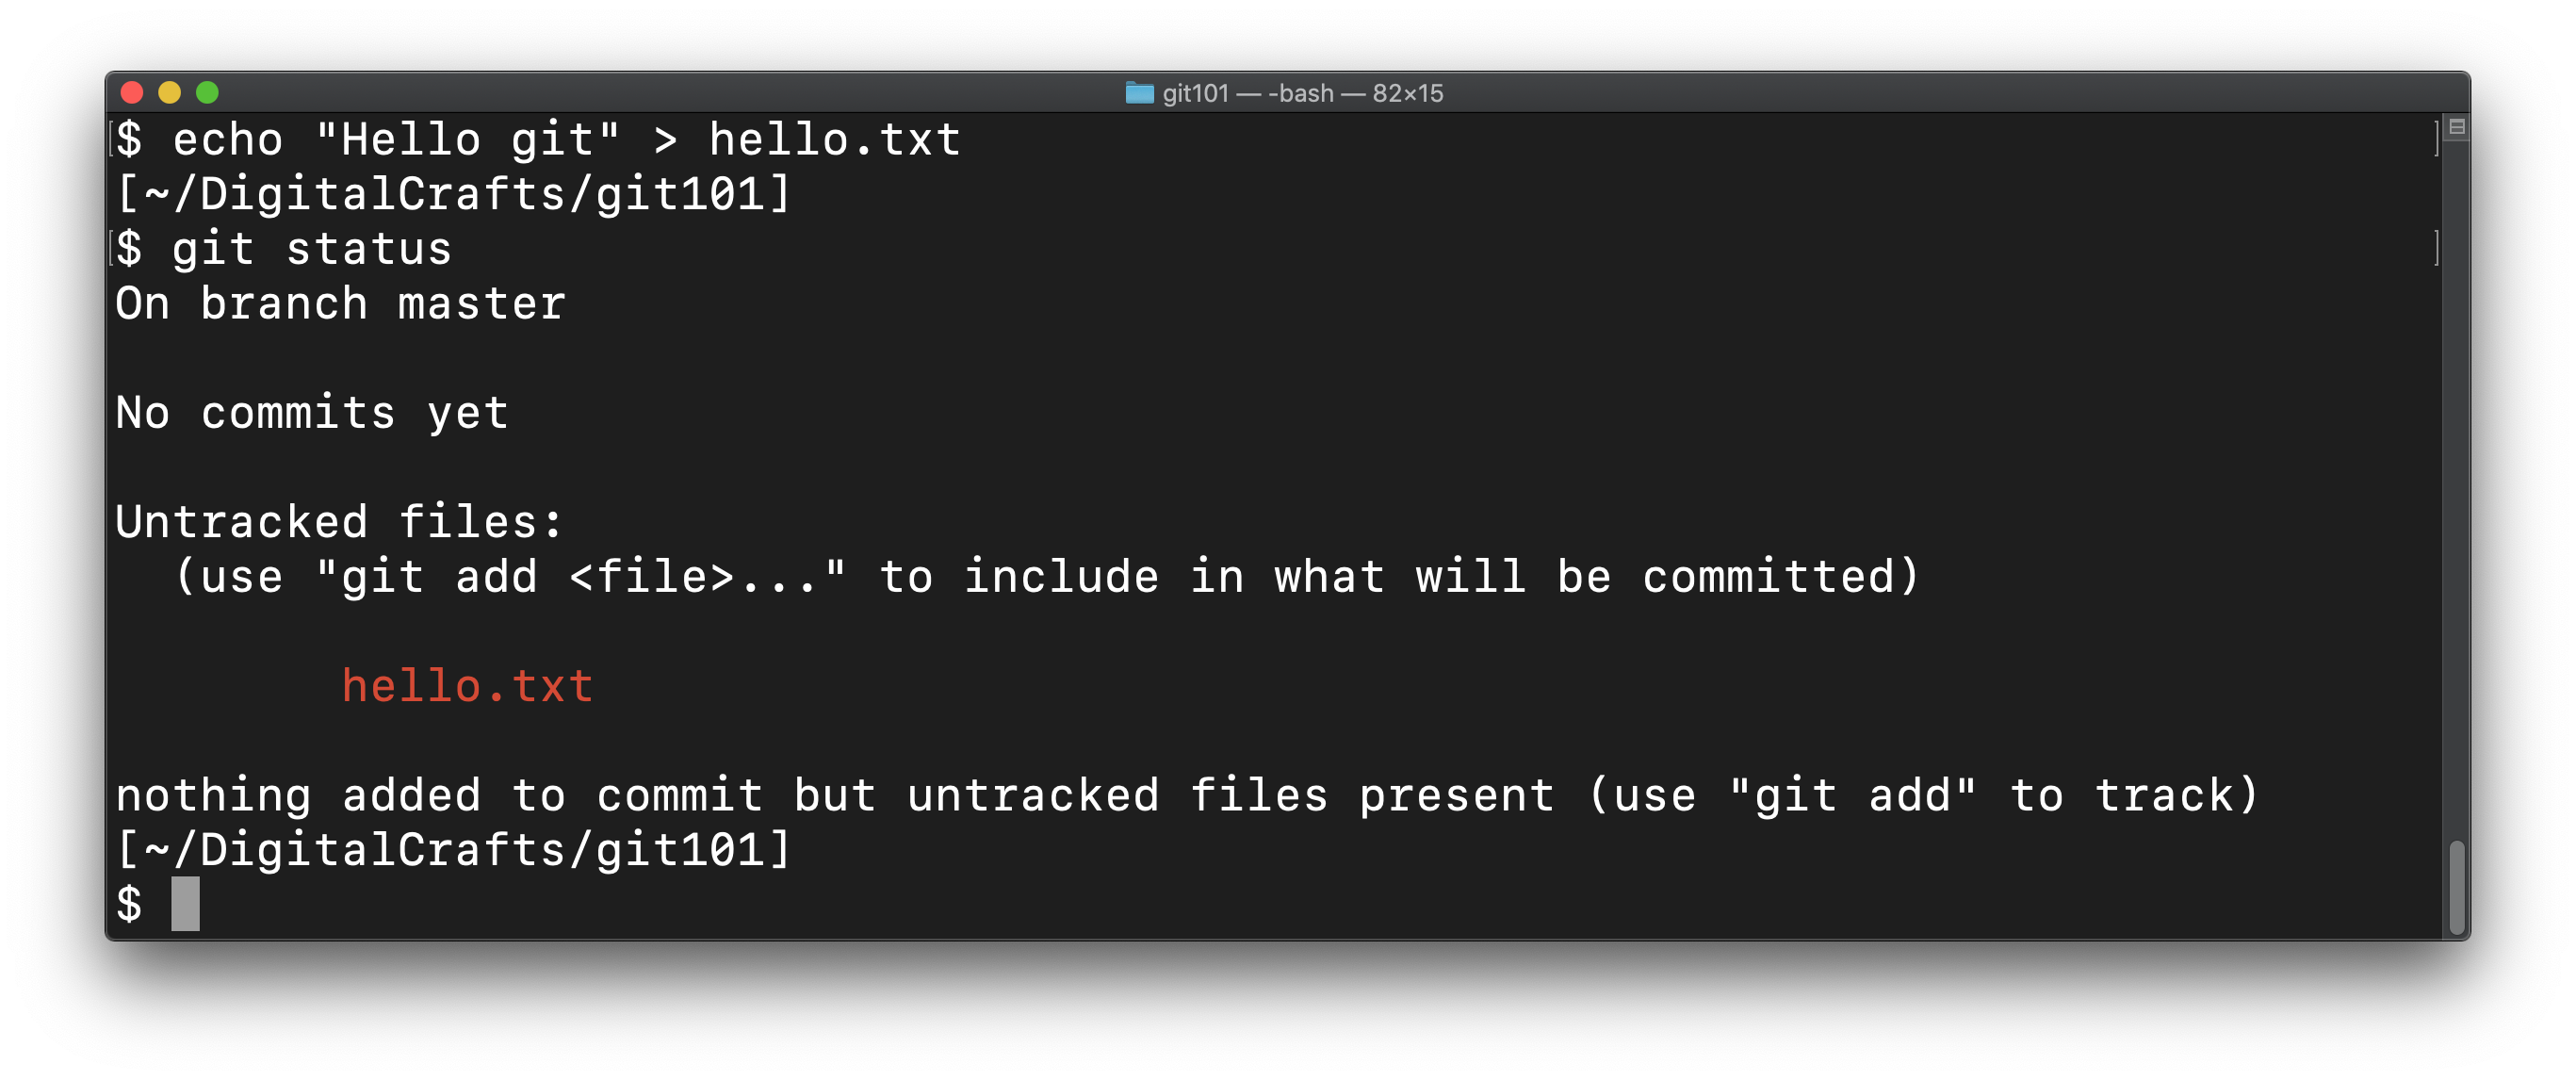 git101 — -bash — 82×15
$ echo "Hello git" > hello.txt
[~/DigitalCrafts/git101]
$ git status
On branch master
No commits yet
Untracked files:
  (use "git add <file>..." to include in what will be committed)
        hello.txt
nothing added to commit but untracked files present (use "git add" to track)
[~/DigitalCrafts/git101]
$